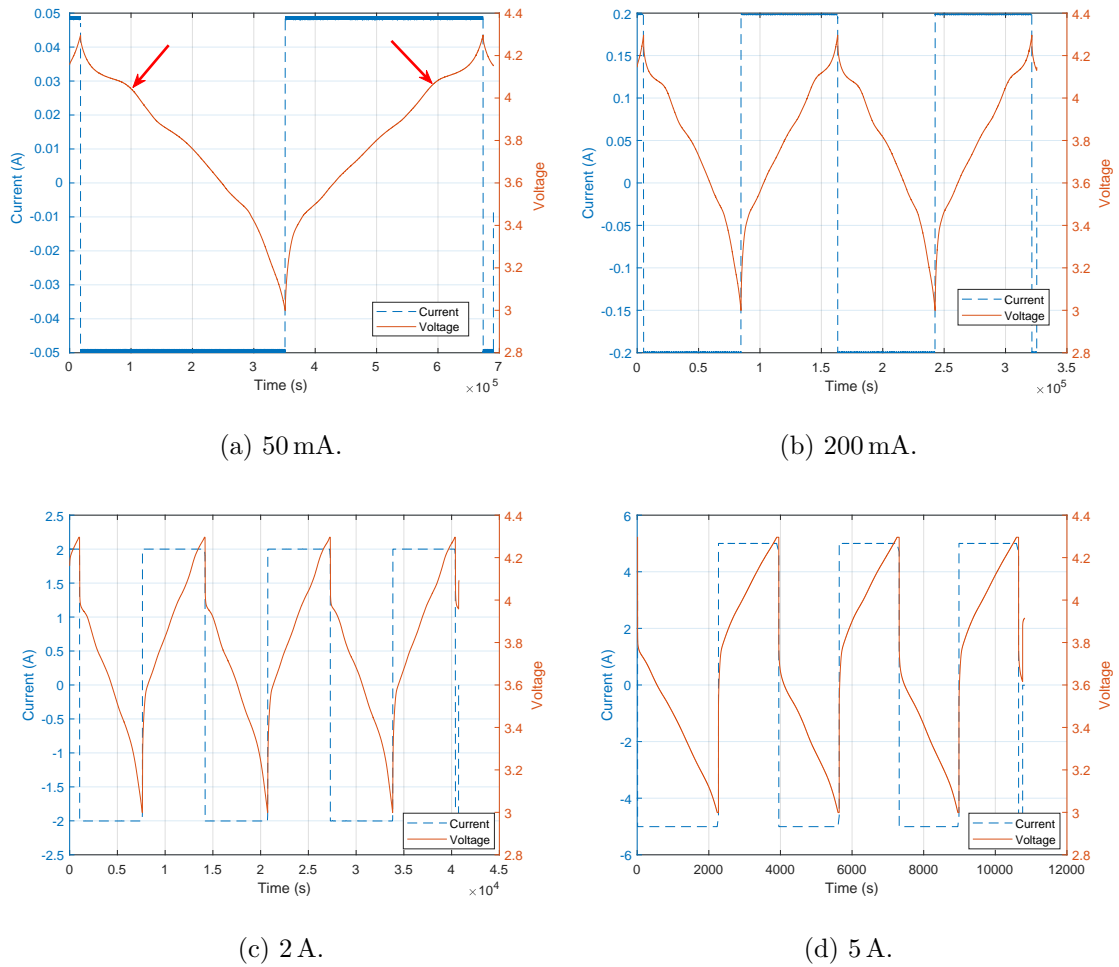 0.05
0.04
0.03
0.02
0.01
0
-0.01
-0.02
-0.03
-0.04
-0.05
Current (A)
4.4
4.2
4
3.8
3.6
3.4
3.2
3
2.8
Voltage
0 1 2 3 4 5 6 7
Time (s)
×10⁵
Current
Voltage
(a) 50 mA.
0.2
0.15
0.1
0.05
0
-0.05
-0.1
-0.15
-0.2
Current (A)
4.4
4.2
4
3.8
3.6
3.4
3.2
3
2.8
Voltage
0 0.5 1 1.5 2 2.5 3 3.5
Time (s)
×10⁵
Current
Voltage
(b) 200 mA.
2.5
2
1.5
1
0.5
0
-0.5
-1
-1.5
-2
-2.5
Current (A)
4.4
4.2
4
3.8
3.6
3.4
3.2
3
2.8
Voltage
0 0.5 1 1.5 2 2.5 3 3.5 4 4.5
Time (s)
×10⁴
Current
Voltage
(c) 2 A.
6
4
2
0
-2
-4
-6
Current (A)
4.4
4.2
4
3.8
3.6
3.4
3.2
3
2.8
Voltage
0 2000 4000 6000 8000 10000 12000
Time (s)
Current
Voltage
(d) 5 A.